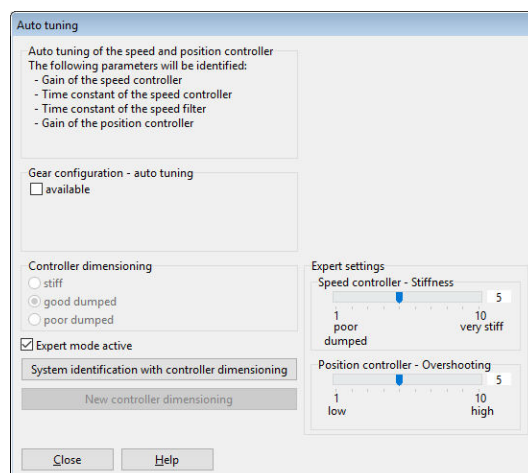 Auto tuning
Auto tuning of the speed and position controller
The following parameters will be identified:
- Gain of the speed controller
- Time constant of the speed controller
- Time constant of the speed filter
- Gain of the position controller
Gear configuration - auto tuning
available
Controller dimensioning
stiff
good dumped
poor dumped
Expert mode active
System identification with controller dimensioning
New controller dimensioning
Expert settings
Speed controller - Stiffness
5
1 10
poor very stiff
dumped
Position controller - Overshooting
5
1 10
low high
Close Help